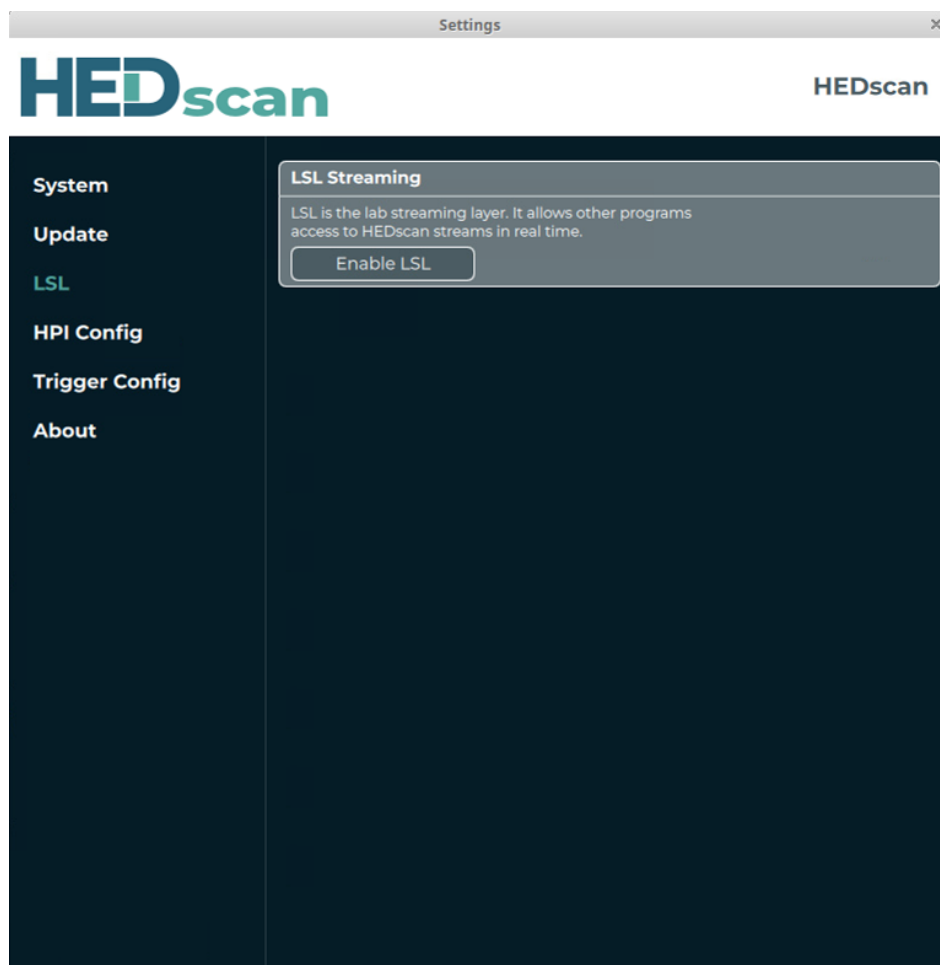 Settings ×
HEDscan HEDscan
System
Update
LSL
HPI Config
Trigger Config
About
LSL Streaming
LSL is the lab streaming layer. It allows other programs
access to HEDscan streams in real time.
Enable LSL